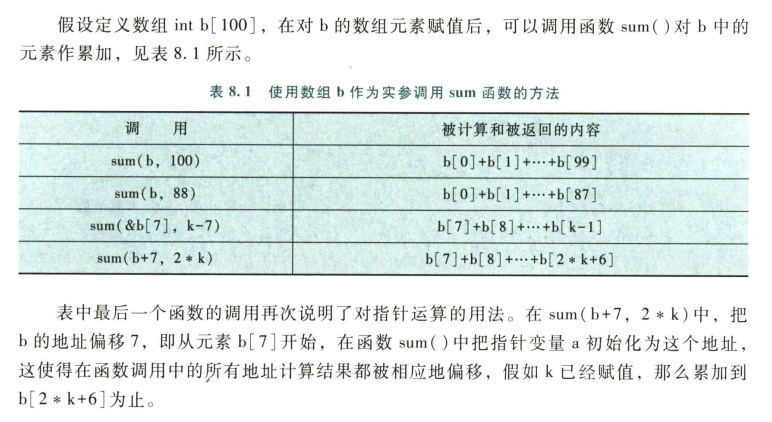 假设定义数组 int b[100]，在对 b 的数组元素赋值后，可以调用函数 sum( )对 b 中的
元素作累加，见表 8.1 所示。
表 8.1 使用数组 b 作为实参调用 sum 函数的方法
调 用 被计算和被返回的内容
sum(b，100) b[0]+b[1]+…+b[99]
sum(b，88) b[0]+b[1]+…+b[87]
sum(&b[7]，k-7) b[7]+b[8]+…+b[k-1]
sum(b+7，2*k) b[7]+b[8]+…+b[2*k+6]
表中最后一个函数的调用再次说明了对指针运算的用法。在 sum(b+7，2*k)中，把
b 的地址偏移 7，即从元素 b[7]开始，在函数 sum( )中把指针变量 a 初始化为这个地址，
这使得在函数调用中的所有地址计算结果都被相应地偏移，假如 k 已经赋值，那么累加到
b[2*k+6]为止。